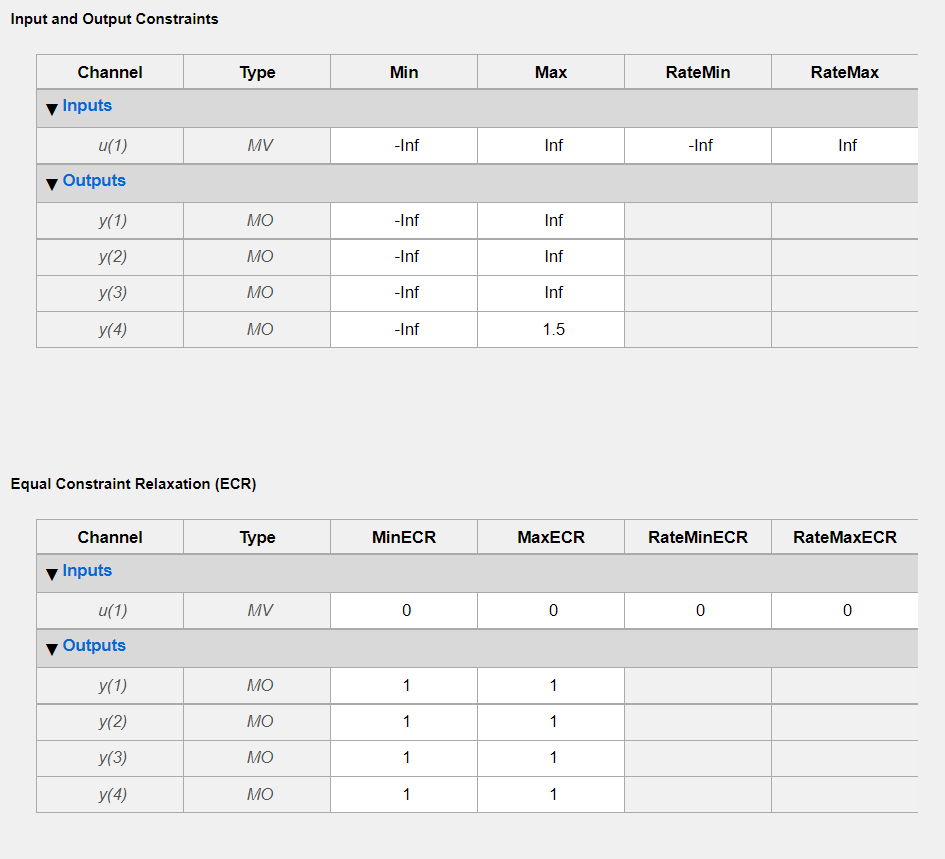 Input and Output Constraints
Channel Type Min Max RateMin RateMax
▼ Inputs
u(1) MV -Inf Inf -Inf Inf
▼ Outputs
y(1) MO -Inf Inf
y(2) MO -Inf Inf
y(3) MO -Inf Inf
y(4) MO -Inf 1.5
Equal Constraint Relaxation (ECR)
Channel Type MinECR MaxECR RateMinECR RateMaxECR
▼ Inputs
u(1) MV 0 0 0 0
▼ Outputs
y(1) MO 1 1
y(2) MO 1 1
y(3) MO 1 1
y(4) MO 1 1